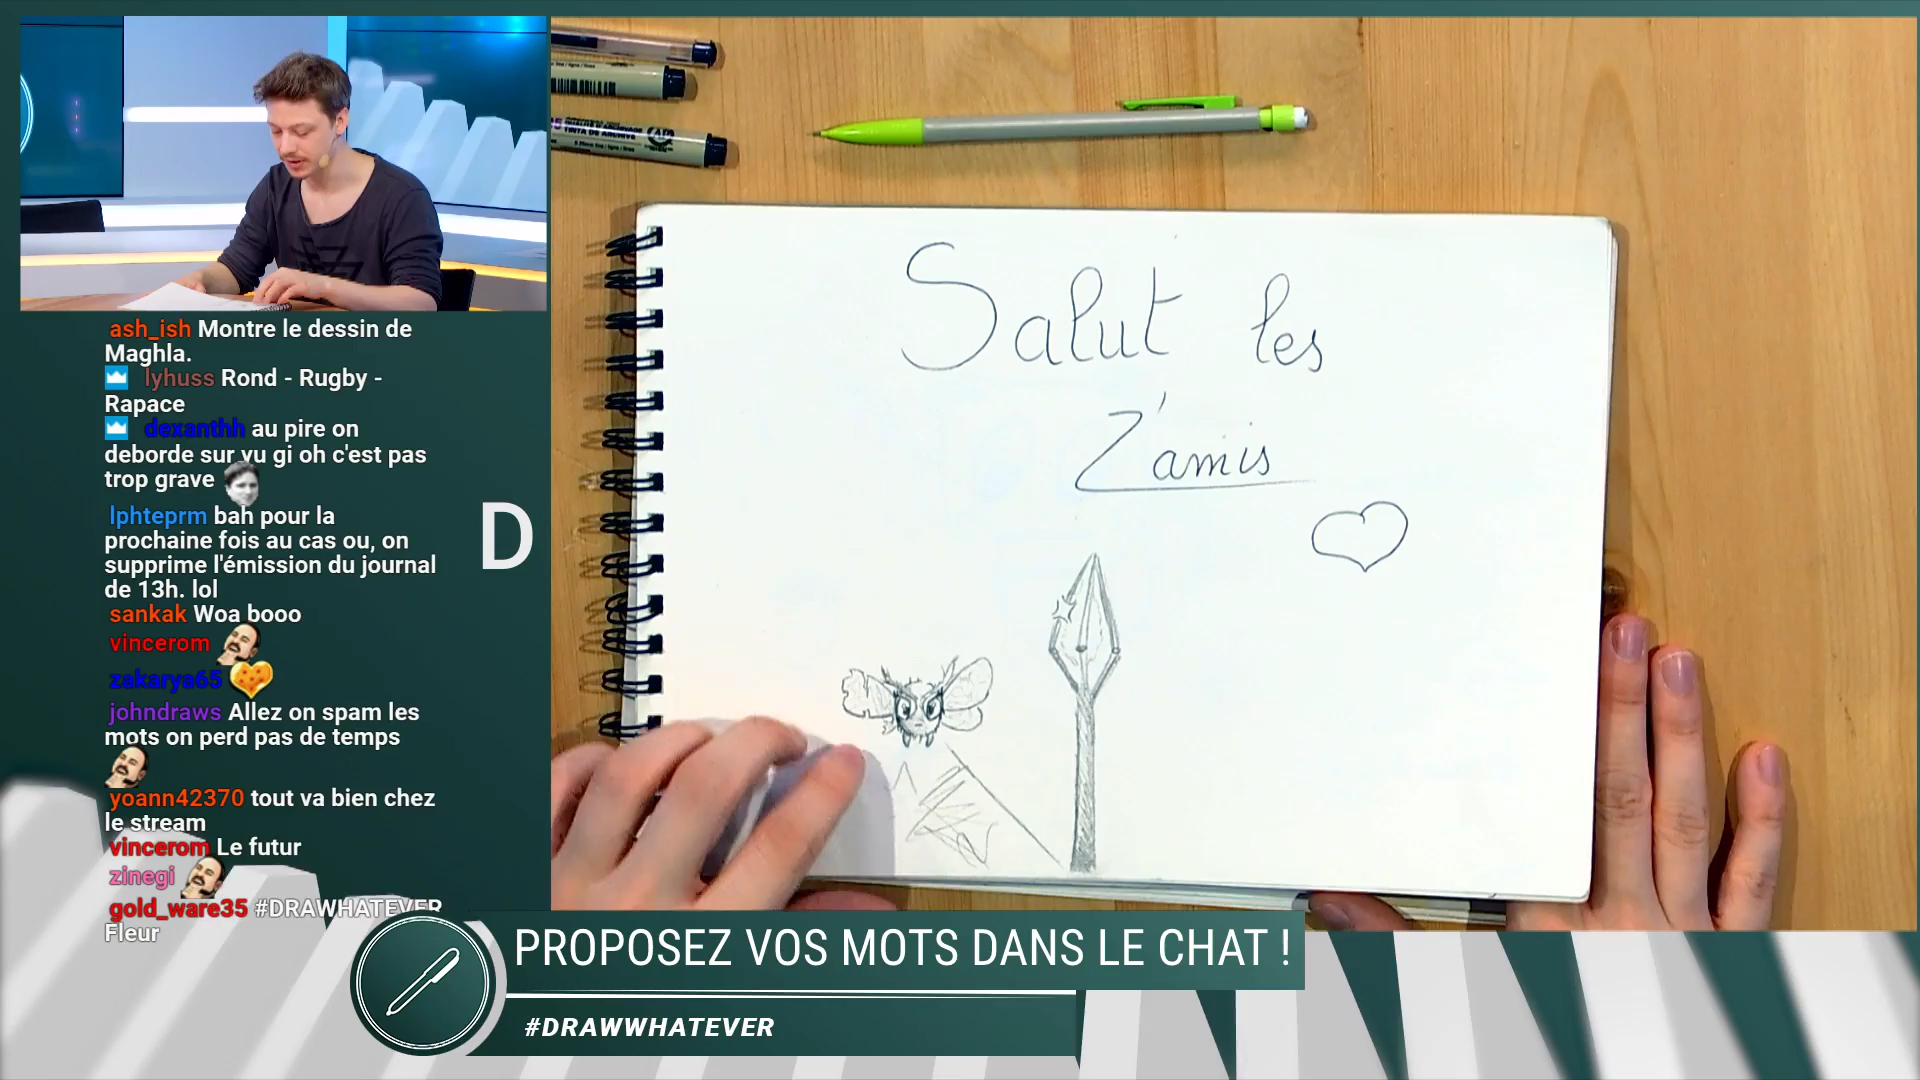 ash_ish Montre le dessin de
Maghla.
lyhuss Rond - Rugby -
Rapace
dexanthh au pire on
deborde sur yu gi oh c'est pas
trop grave
lphteprm bah pour la
prochaine fois au cas ou, on
supprime l'émission du journal
de 13h. lol
sankak Woa booo
vincerom
zakarya65
johndraws Allez on spam les
mots on perd pas de temps
yoann42370 tout va bien chez
le stream
vincerom Le futur
zinegi
gold_ware35 #DRAWHATEVER
Fleur
D
Salut les
Z'amis
PROPOSEZ VOS MOTS DANS LE CHAT !
#DRAWWHATEVER